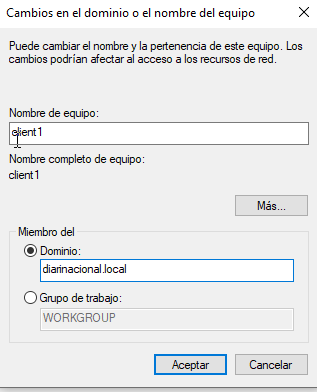 Cambios en el dominio o el nombre del equipo
Puede cambiar el nombre y la pertenencia de este equipo. Los
cambios podrían afectar al acceso a los recursos de red.
Nombre de equipo:
client1
Nombre completo de equipo:
client1
Más...
Miembro del
Dominio:
diarinacional.local
Grupo de trabajo:
WORKGROUP
Aceptar
Cancelar